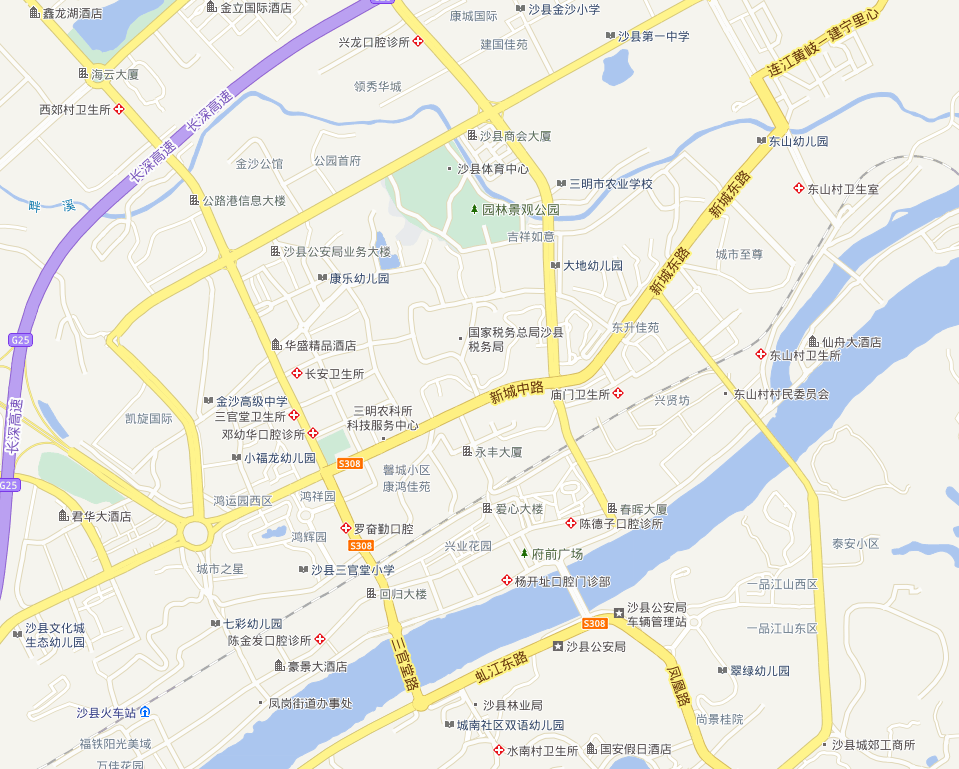 鑫龙湖酒店
金立国际酒店
康城国际
沙县金沙小学
兴龙口腔诊所
建国佳苑
沙县第一中学
连江黄岐－建宁里心
海云大厦
领秀华城
西郊村卫生所
长深高速
长深高速
沙县商会大厦
东山幼儿园
金沙公馆
公园首府
沙县体育中心
三明市农业学校
东山村卫生室
畔溪
公路港信息大楼
园林景观公园
新城东路
吉祥如意
沙县公安局业务大楼
城市至尊
康乐幼儿园
大地幼儿园
新城东路
G25
国家税务总局沙县
税务局
东升佳苑
华盛精品酒店
仙舟大酒店
东山村卫生所
长安卫生所
新城中路
庙门卫生所
兴贤坊
东山村村民委员会
金沙高级中学
三官堂卫生所
三明农科所
科技服务中心
凯旋国际
邓幼华口腔诊所
长深高速
小福龙幼儿园
S308
馨城小区
康鸿佳苑
永丰大厦
G25
鸿运园西区
鸿祥园
爱心大楼
春晖大厦
君华大酒店
罗奋勤口腔
陈德子口腔诊所
鸿辉园
S308
兴业花园
府前广场
泰安小区
城市之星
沙县三官堂小学
杨开址口腔门诊部
一品江山西区
回归大楼
沙县公安局
车辆管理站
七彩幼儿园
S308
一品江山东区
沙县文化城
生态幼儿园
陈金发口腔诊所
沙县公安局
三官堂路
豪景大酒店
虬江东路
凤凰路
翠绿幼儿园
凤岗街道办事处
沙县林业局
沙县火车站
城南社区双语幼儿园
尚景桂院
福铁阳光美域
水南村卫生所
国安假日酒店
沙县城郊工商所
万佳花园